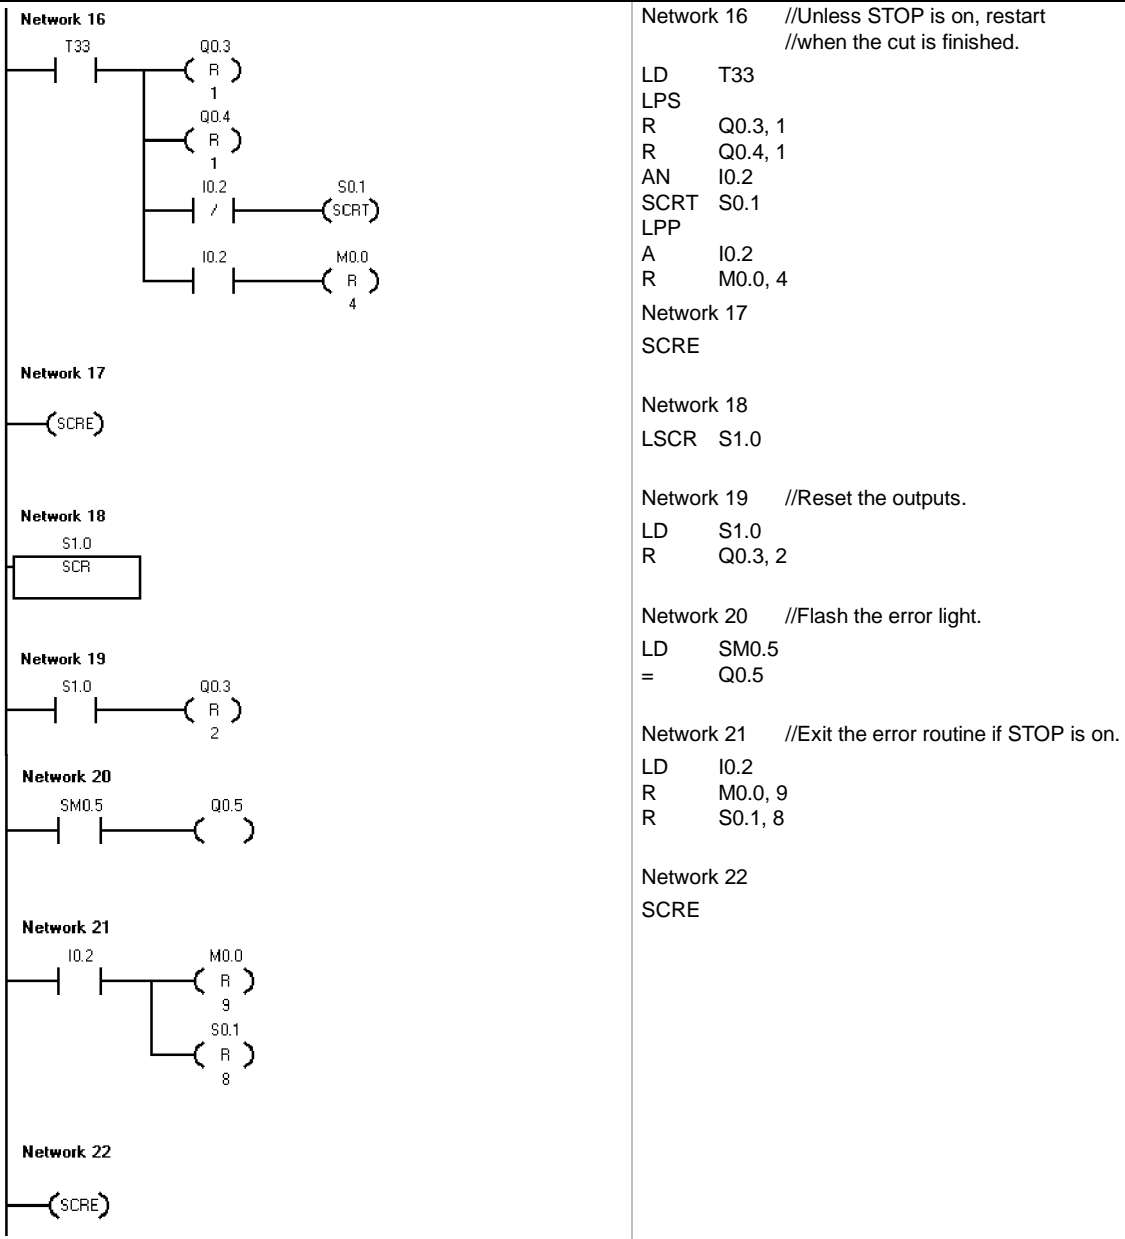 Network 16
T33
Q0.3
R
1
Q0.4
R
1
I0.2
/
S0.1
SCRT
I0.2
M0.0
R
4
Network 17
SCRE
Network 18
S1.0
SCR
Network 19
S1.0
Q0.3
R
2
Network 20
SM0.5
Q0.5
Network 21
I0.2
M0.0
R
9
S0.1
R
8
Network 22
SCRE
Network 16 //Unless STOP is on, restart
//when the cut is finished.
LD T33
LPS
R Q0.3, 1
R Q0.4, 1
AN I0.2
SCRT S0.1
LPP
A I0.2
R M0.0, 4
Network 17
SCRE
Network 18
LSCR S1.0
Network 19 //Reset the outputs.
LD S1.0
R Q0.3, 2
Network 20 //Flash the error light.
LD SM0.5
= Q0.5
Network 21 //Exit the error routine if STOP is on.
LD I0.2
R M0.0, 9
R S0.1, 8
Network 22
SCRE